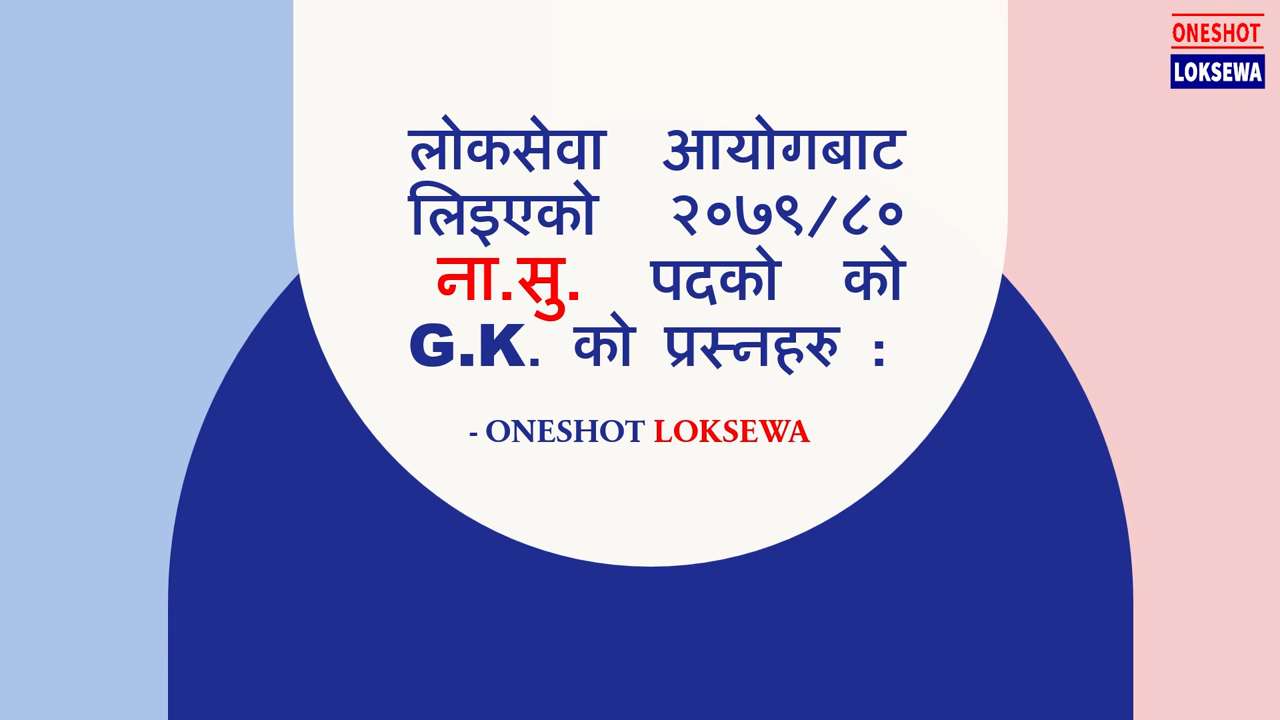 ONESHOT
LOKSEWA
लोकसेवा आयोगबाट
लिइएको २०७९/८०
ना.सु. पदको को
G.K. को प्रस्नहरु :
- ONESHOT LOKSEWA